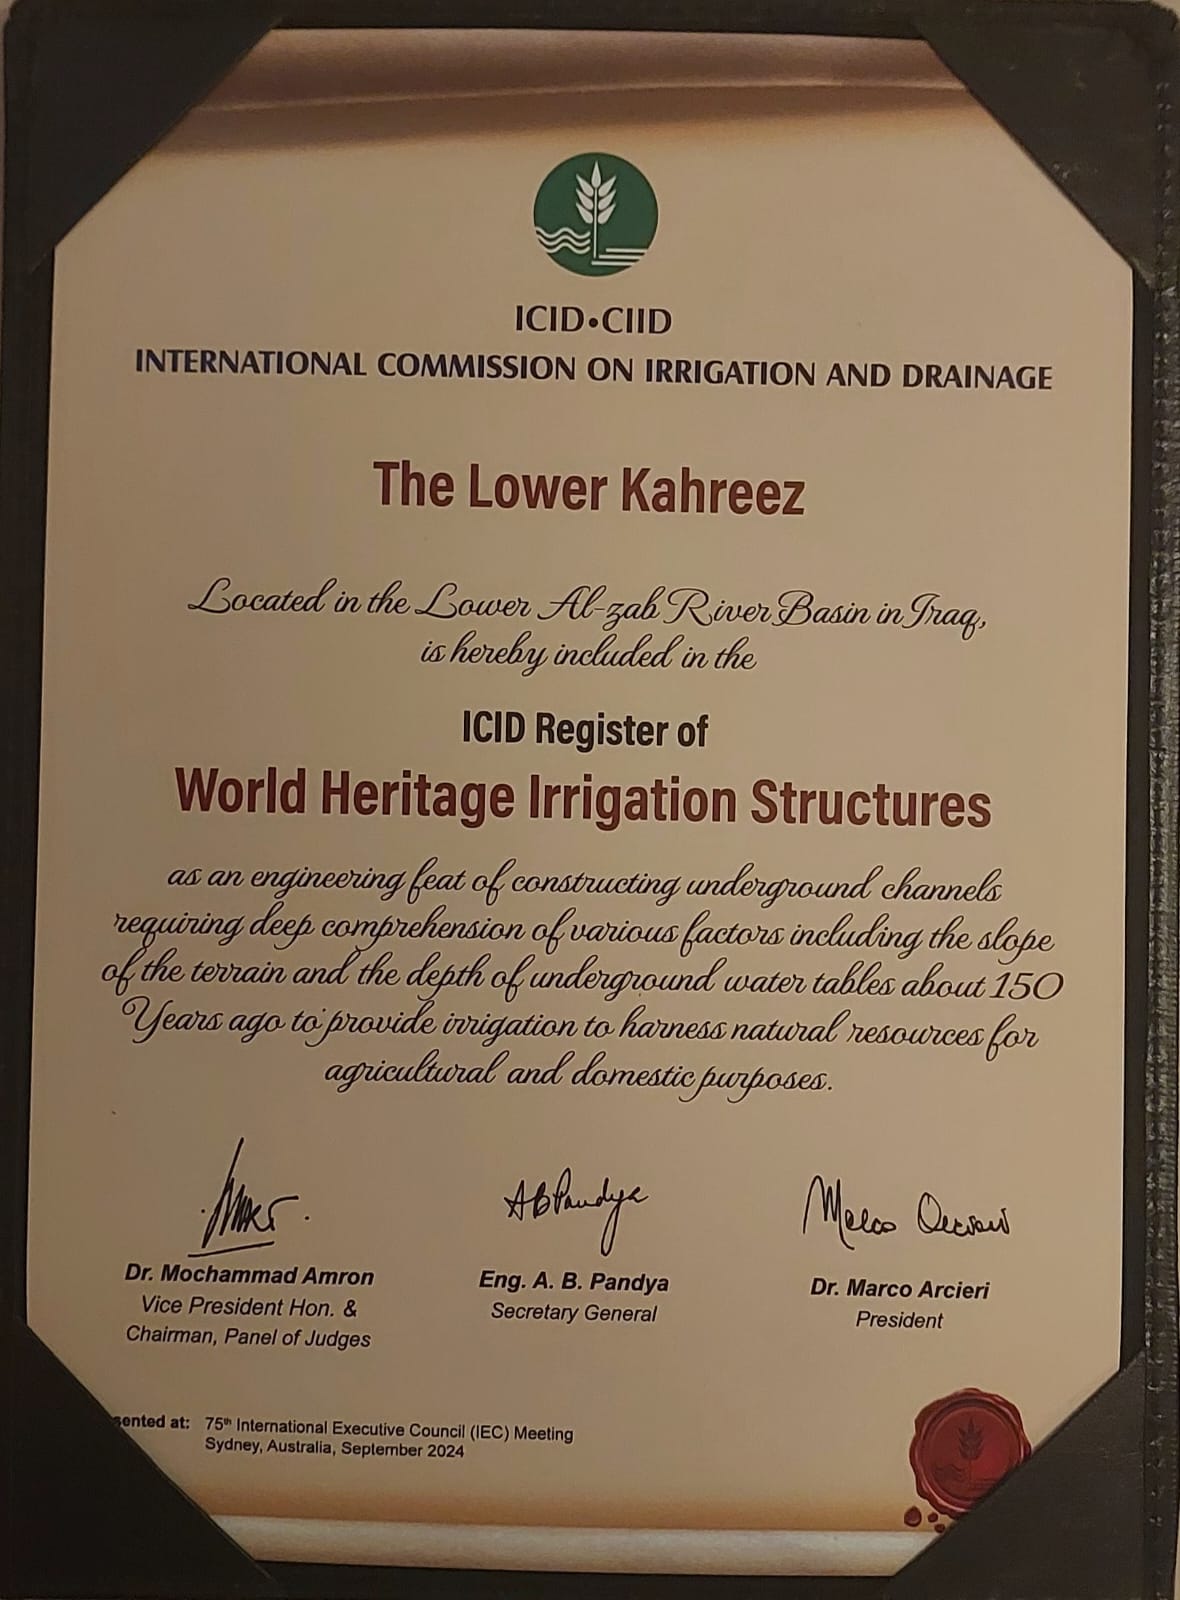 ICID•CIID
INTERNATIONAL COMMISSION ON IRRIGATION AND DRAINAGE
The Lower Kahreez
Located in the Lower Al-zab River Basin in Iraq,
is hereby included in the
ICID Register of
World Heritage Irrigation Structures
as an engineering feat of constructing underground channels
requiring deep comprehension of various factors including the slope
of the terrain and the depth of underground water tables about 150
Years ago to provide irrigation to harness natural resources for
agricultural and domestic purposes.
A B Pandya
Marco Arcieri
Dr. Mochammad Amron
Vice President Hon. &
Chairman, Panel of Judges
Eng. A. B. Pandya
Secretary General
Dr. Marco Arcieri
President
sented at: 75th International Executive Council (IEC) Meeting
Sydney, Australia, September 2024